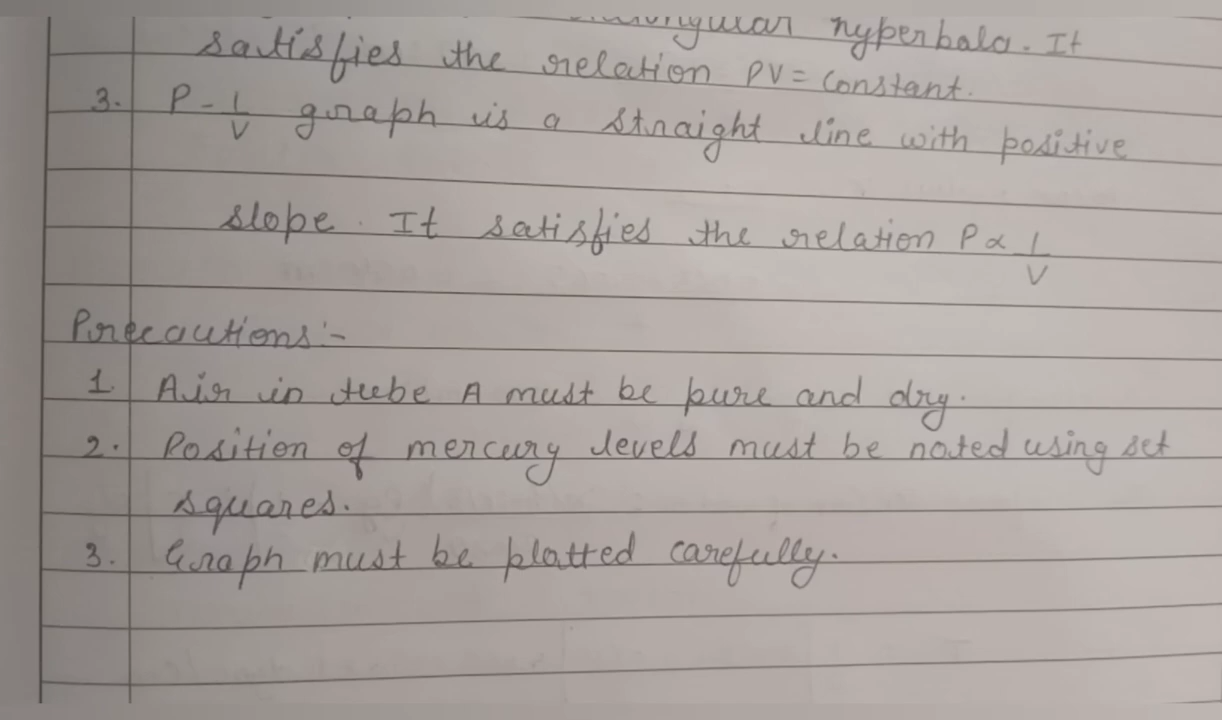 hyperbala. It
satisfies the relation PV = Constant.
3. P - 1/V graph is a straight line with positive
slope. It satisfies the relation P ∝ 1/V
Precautions:-
1. Air in tube A must be pure and dry.
2. Position of mercury levels must be noted using set
squares.
3. Graph must be platted carefully.